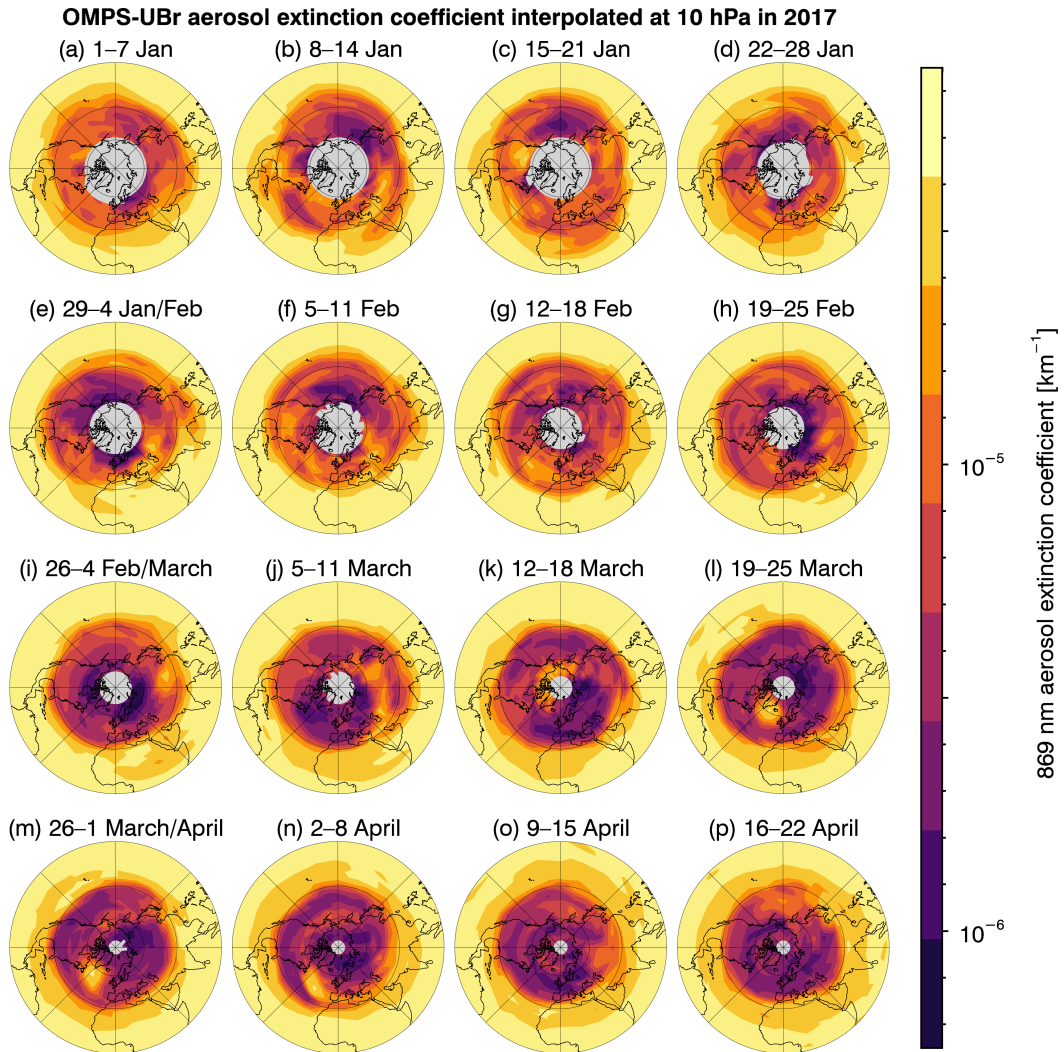 OMPS-UBr aerosol extinction coefficient interpolated at 10 hPa in 2017
(a) 1–7 Jan
(b) 8–14 Jan
(c) 15–21 Jan
(d) 22–28 Jan
(e) 29–4 Jan/Feb
(f) 5–11 Feb
(g) 12–18 Feb
(h) 19–25 Feb
(i) 26–4 Feb/March
(j) 5–11 March
(k) 12–18 March
(l) 19–25 March
(m) 26–1 March/April
(n) 2–8 April
(o) 9–15 April
(p) 16–22 April
10⁻⁵
10⁻⁶
869 nm aerosol extinction coefficient [km⁻¹]